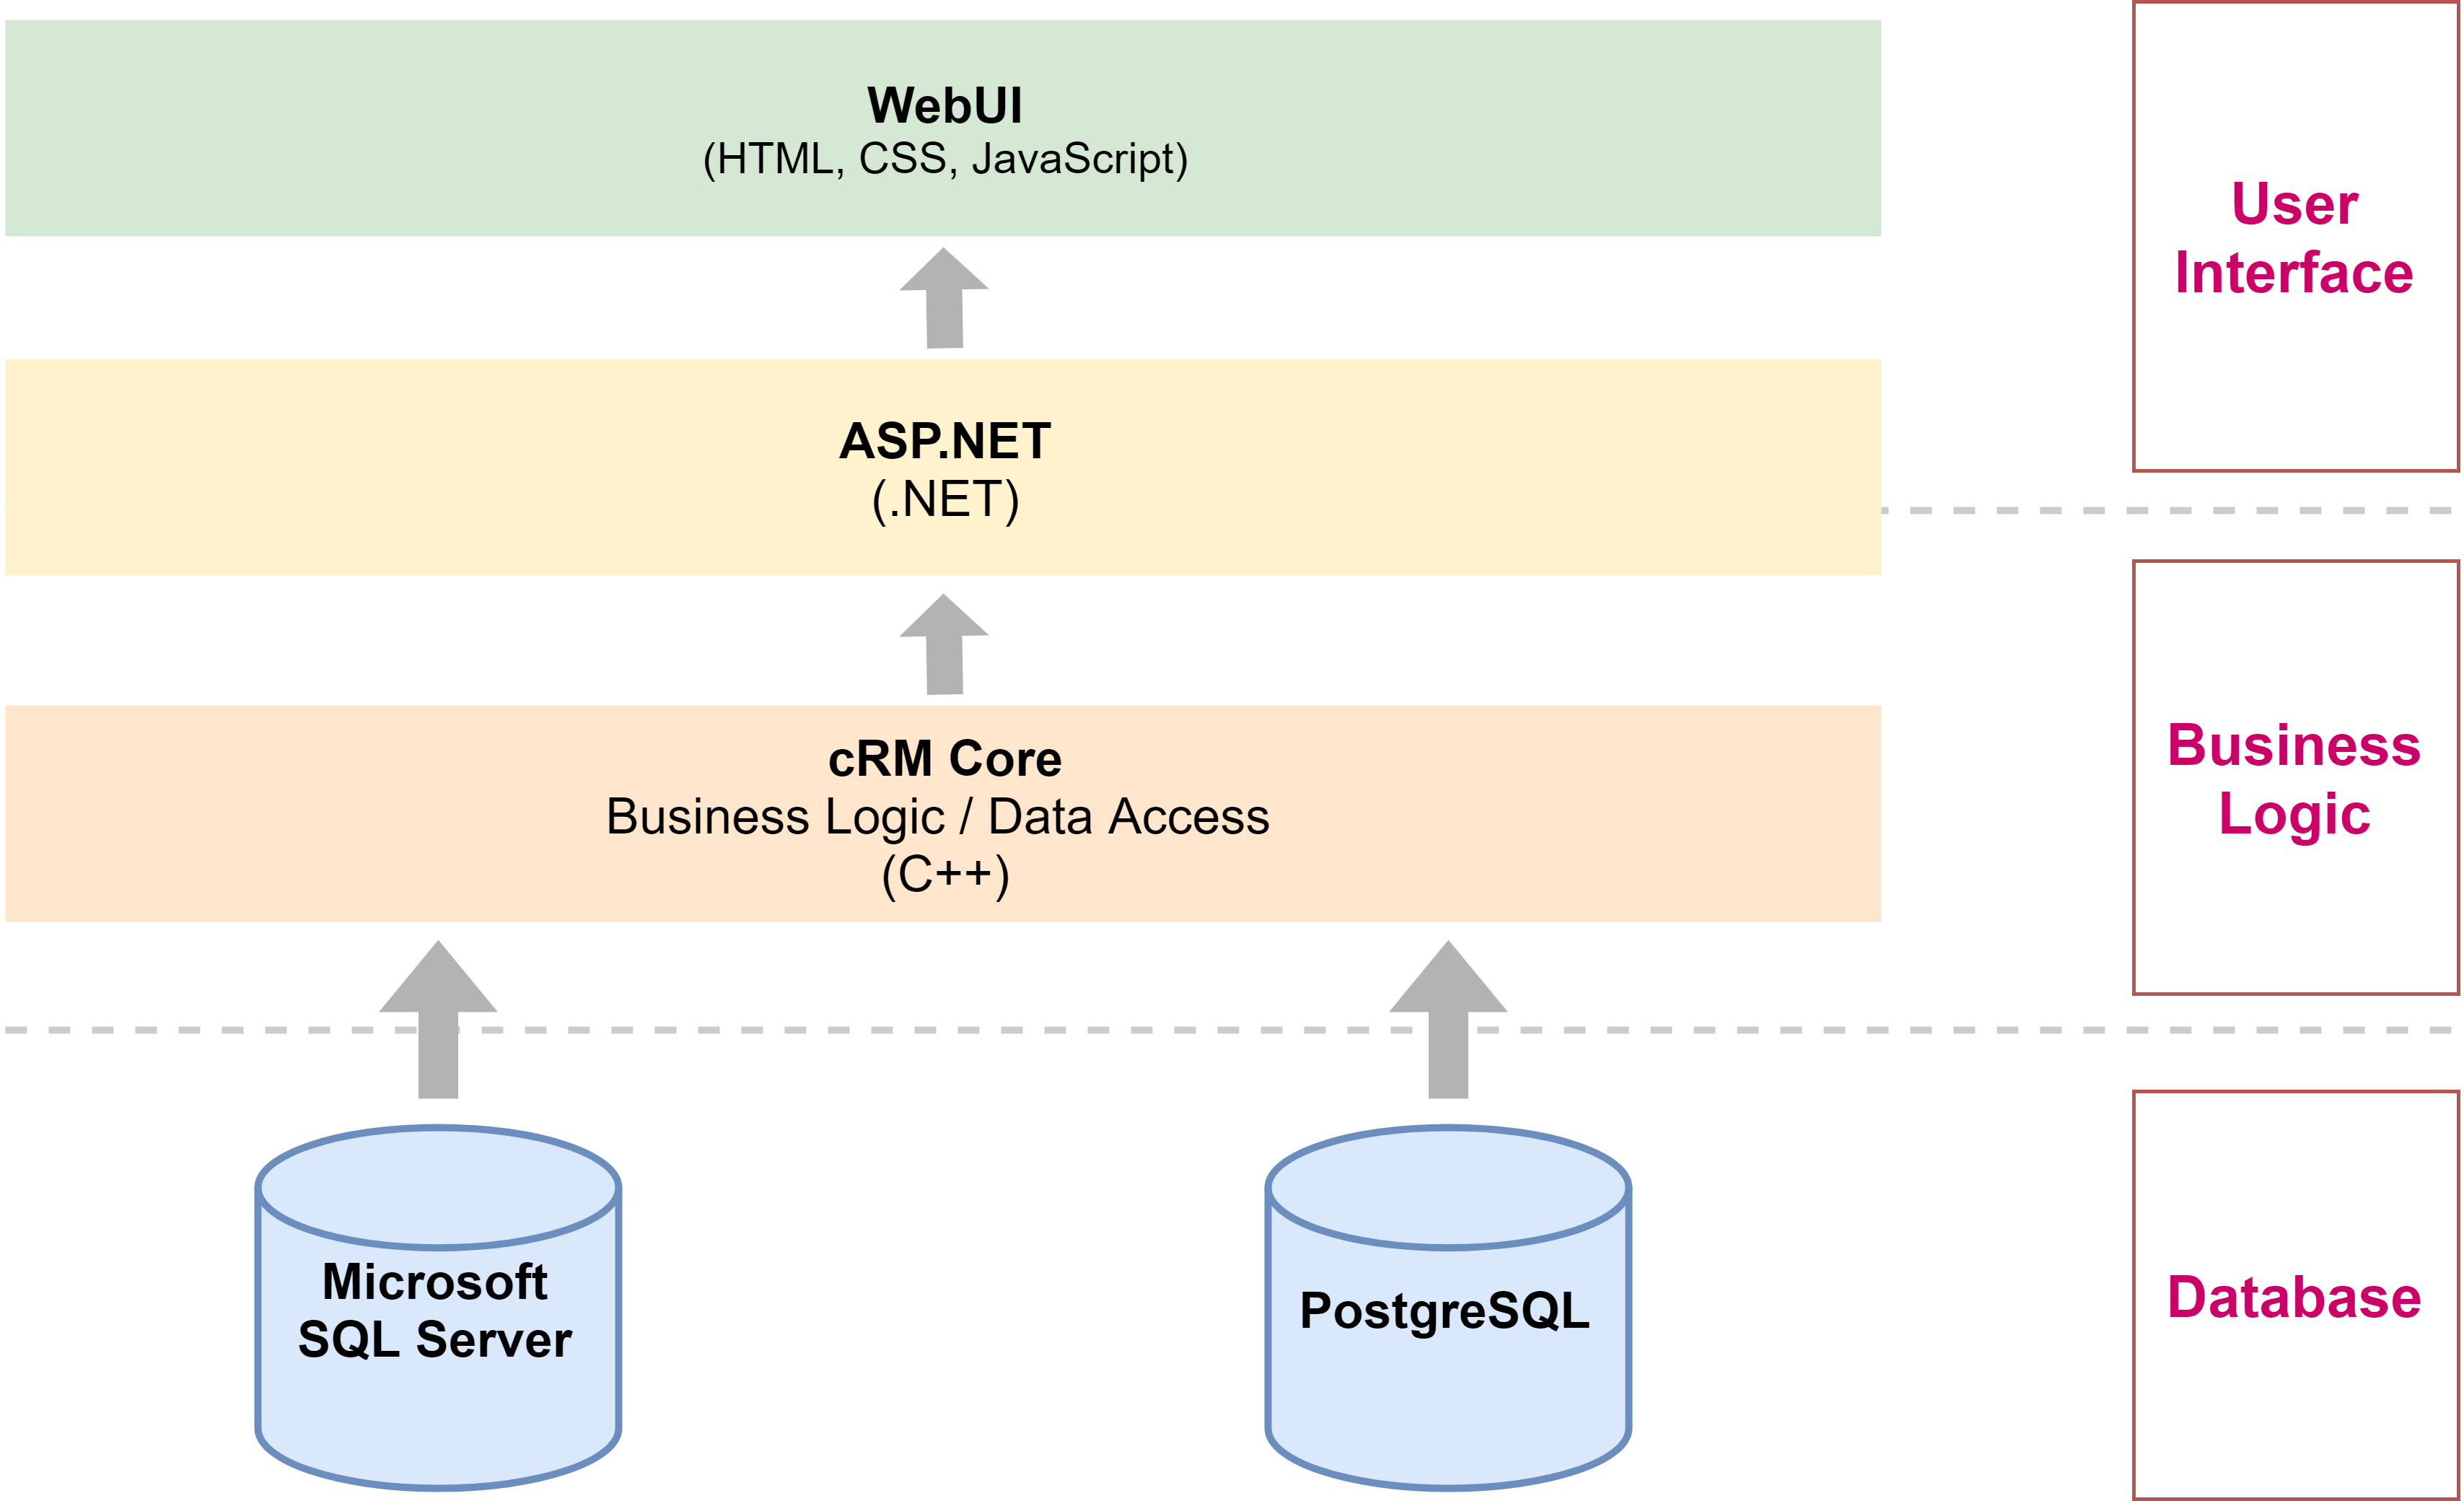 WebUI
(HTML, CSS, JavaScript)
User
Interface
ASP.NET
(.NET)
cRM Core
Business Logic / Data Access
(C++)
Business
Logic
Microsoft
SQL Server
PostgreSQL
Database